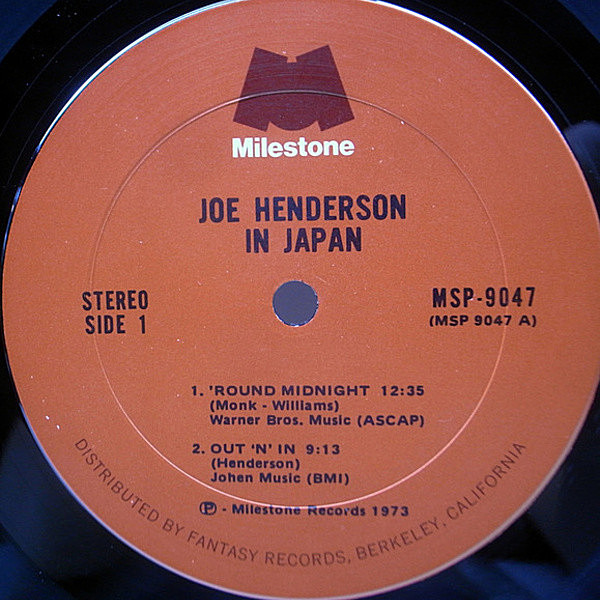 Milestone
JOE HENDERSON
IN JAPAN
STEREO
SIDE 1
MSP-9047
(MSP 9047 A)
1. 'ROUND MIDNIGHT 12:35
(Monk - Williams)
Warner Bros. Music (ASCAP)
2. OUT 'N' IN 9:13
(Henderson)
Johen Music (BMI)
Ⓟ - Milestone Records 1973
DISTRIBUTED BY FANTASY RECORDS, BERKELEY, CALIFORNIA